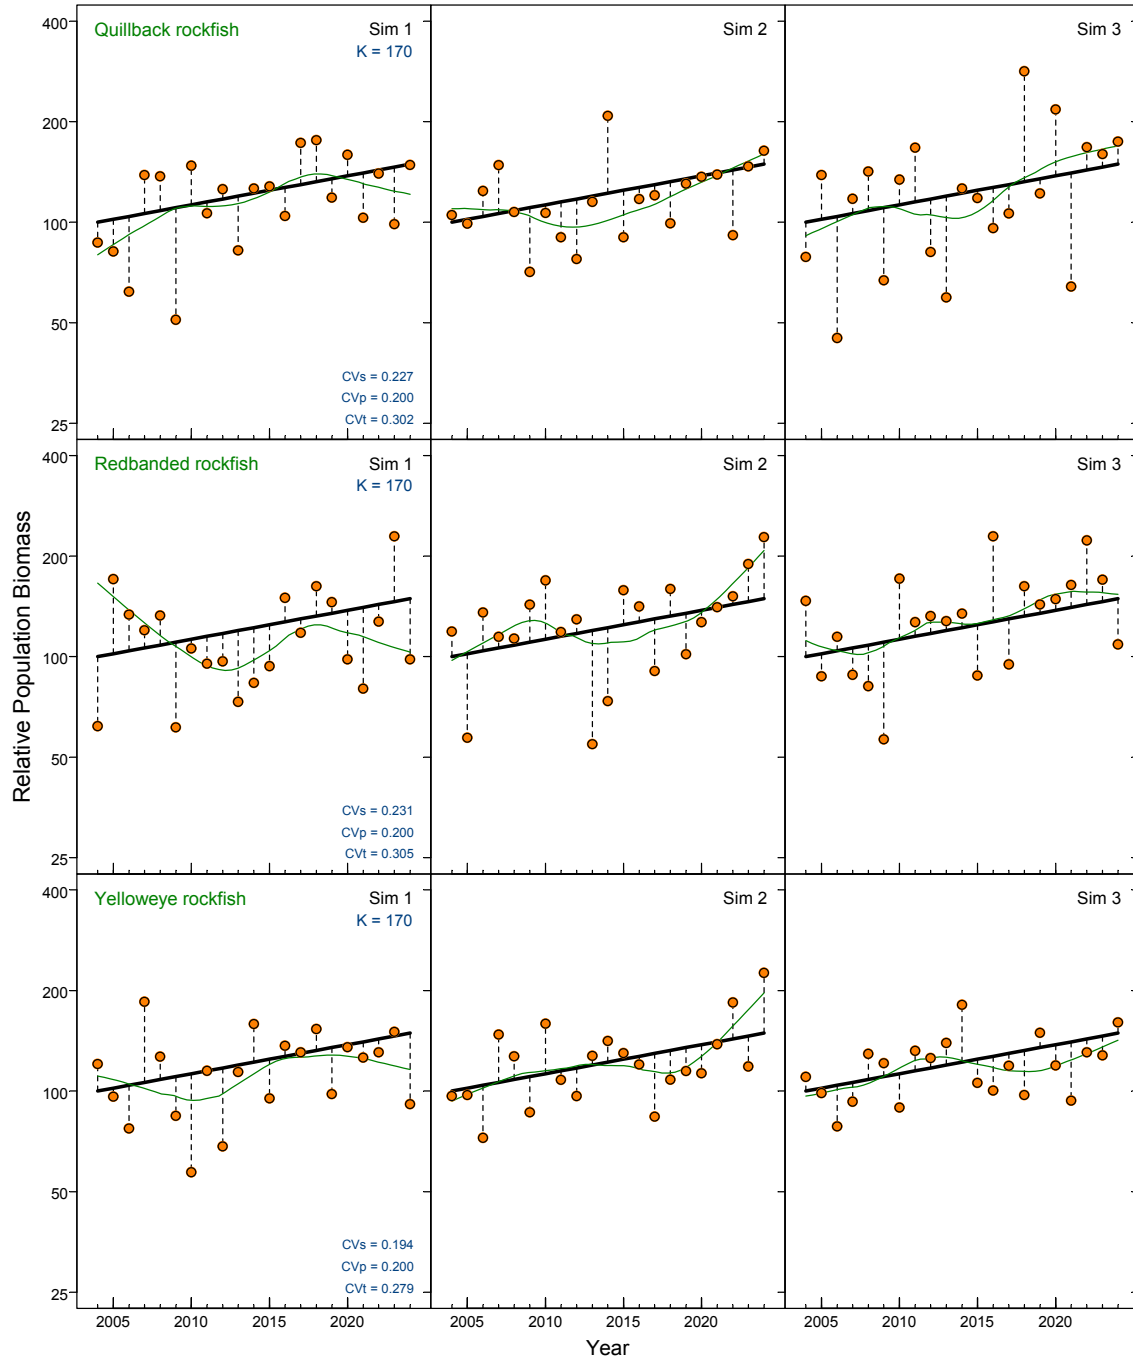 Quillback rockfish
Sim 1
K = 170
Sim 2
Sim 3
400
200
100
50
25
CVs = 0.227
CVp = 0.200
CVt = 0.302
Redbanded rockfish
Sim 1
K = 170
Sim 2
Sim 3
400
200
100
50
25
CVs = 0.231
CVp = 0.200
CVt = 0.305
Relative Population Biomass
Yelloweye rockfish
Sim 1
K = 170
Sim 2
Sim 3
400
200
100
50
25
CVs = 0.194
CVp = 0.200
CVt = 0.279
2005 2010 2015 2020 2005 2010 2015 2020 2005 2010 2015 2020
Year